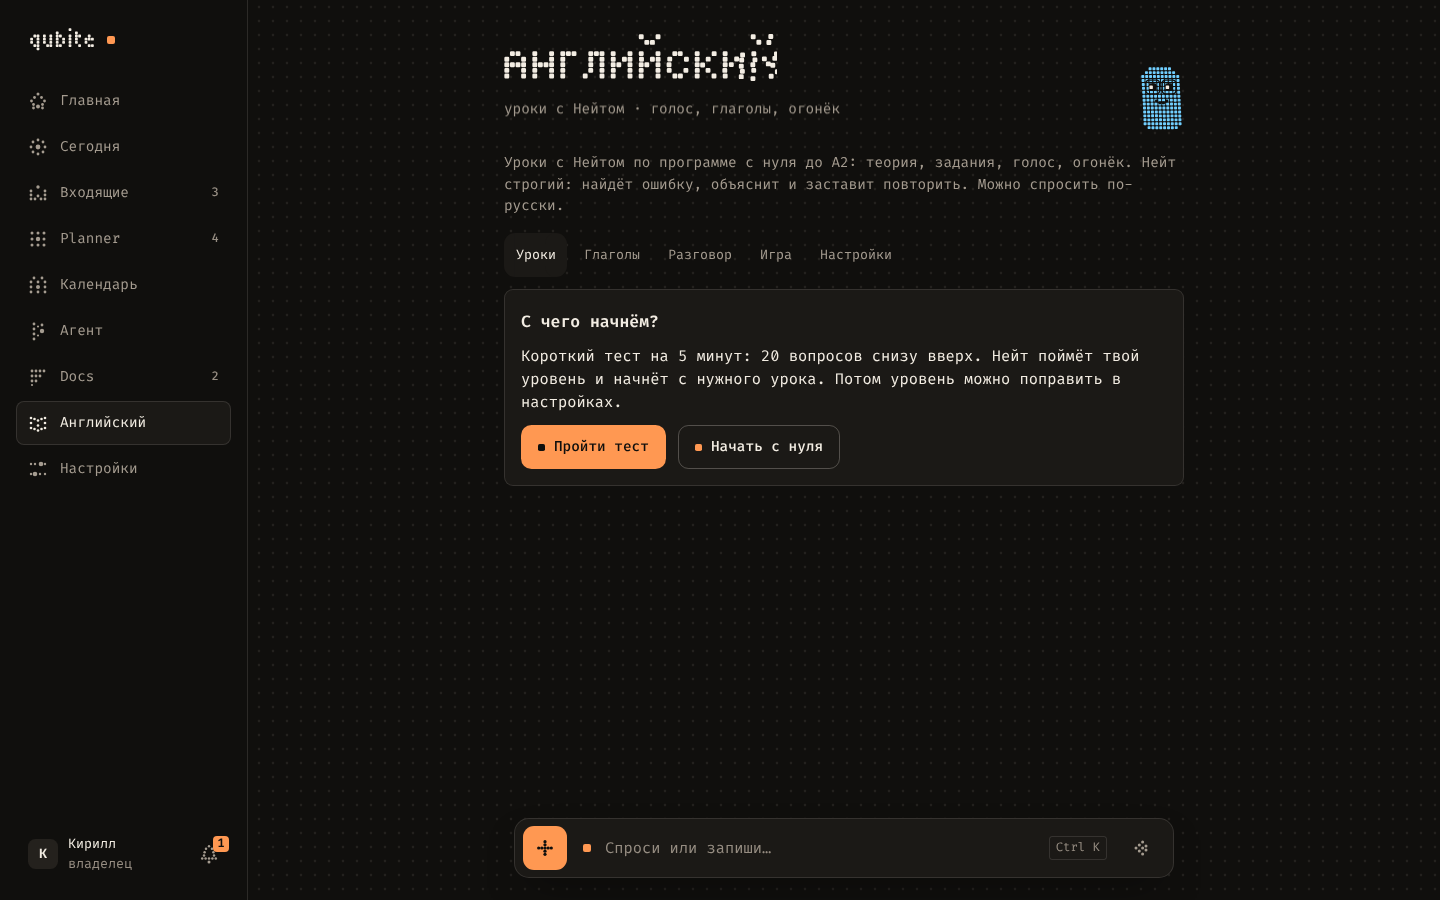 qubite
Главная
Сегодня
Входящие 3
Planner 4
Календарь
Агент
Docs 2
Английский
Настройки
К
Кирилл
владелец
1
АНГЛИЙСКИЙ
уроки с Нейтом · голос, глаголы, огонёк
Уроки с Нейтом по программе с нуля до A2: теория, задания, голос, огонёк. Нейт
строгий: найдёт ошибку, объяснит и заставит повторить. Можно спросить по-
русски.
Уроки Глаголы Разговор Игра Настройки
С чего начнём?
Короткий тест на 5 минут: 20 вопросов снизу вверх. Нейт поймёт твой
уровень и начнёт с нужного урока. Потом уровень можно поправить в
настройках.
Пройти тест Начать с нуля
Спроси или запиши… Ctrl K